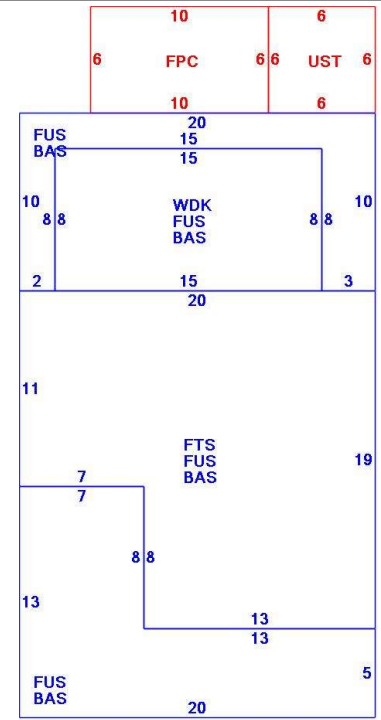 10 6
6 FPC 6 6 UST 6
10 6
20
FUS 15
BAS 15
10 WDK 10
8 8 FUS 8 8
BAS
2 15 3
20
11
FTS
FUS 19
BAS
7
7
8 8
13
13
13
5
FUS
BAS 20